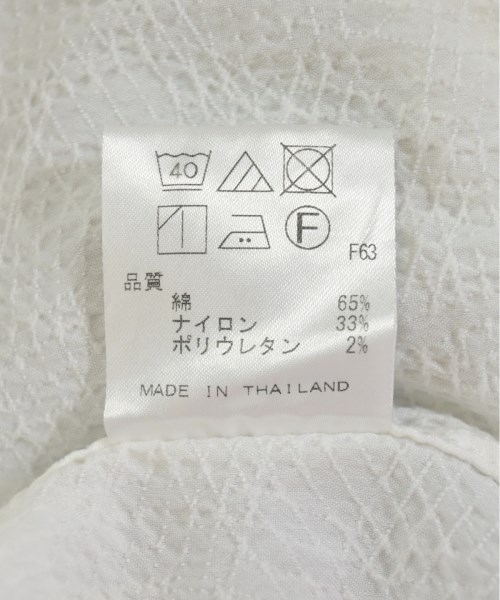 40
F
F63
品質
綿 65%
ナイロン 33%
ポリウレタン 2%
MADE IN THAILAND